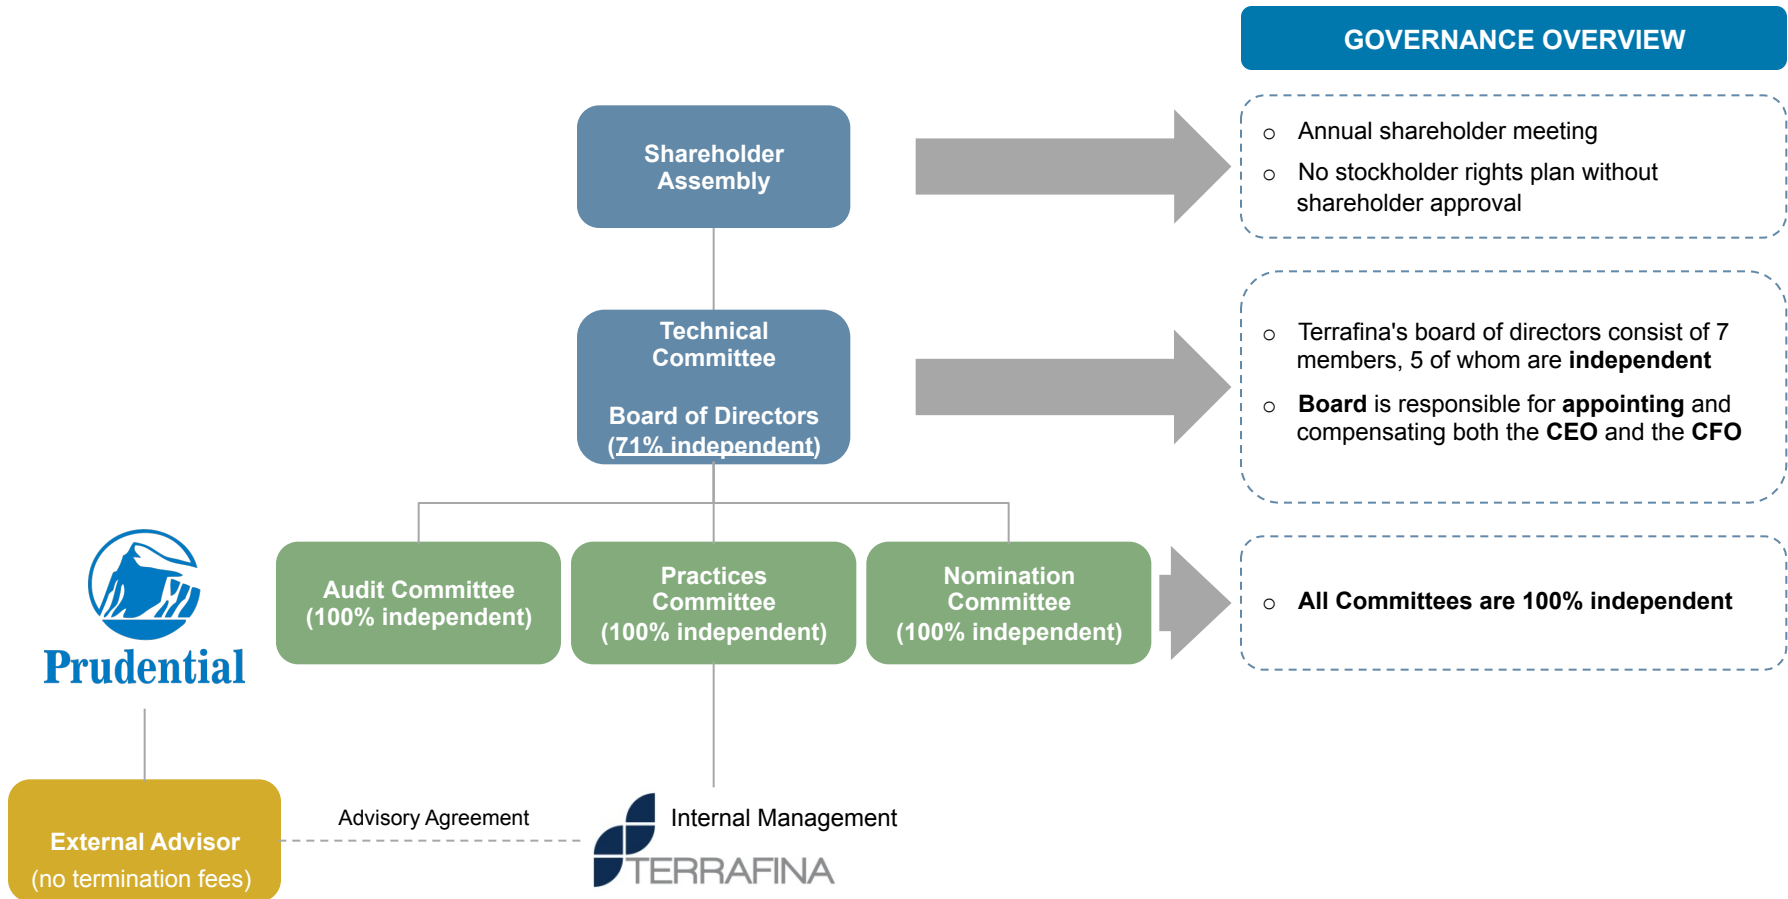 GOVERNANCE OVERVIEW
Shareholder
Assembly
○ Annual shareholder meeting
○ No stockholder rights plan without
shareholder approval
Technical
Committee
Board of Directors
(71% independent)
○ Terrafina's board of directors consist of 7
members, 5 of whom are independent
○ Board is responsible for appointing and
compensating both the CEO and the CFO
Audit Committee
(100% independent)
Practices
Committee
(100% independent)
Nomination
Committee
(100% independent)
○ All Committees are 100% independent
Prudential
External Advisor
(no termination fees)
Advisory Agreement
Internal Management
TERRAFINA